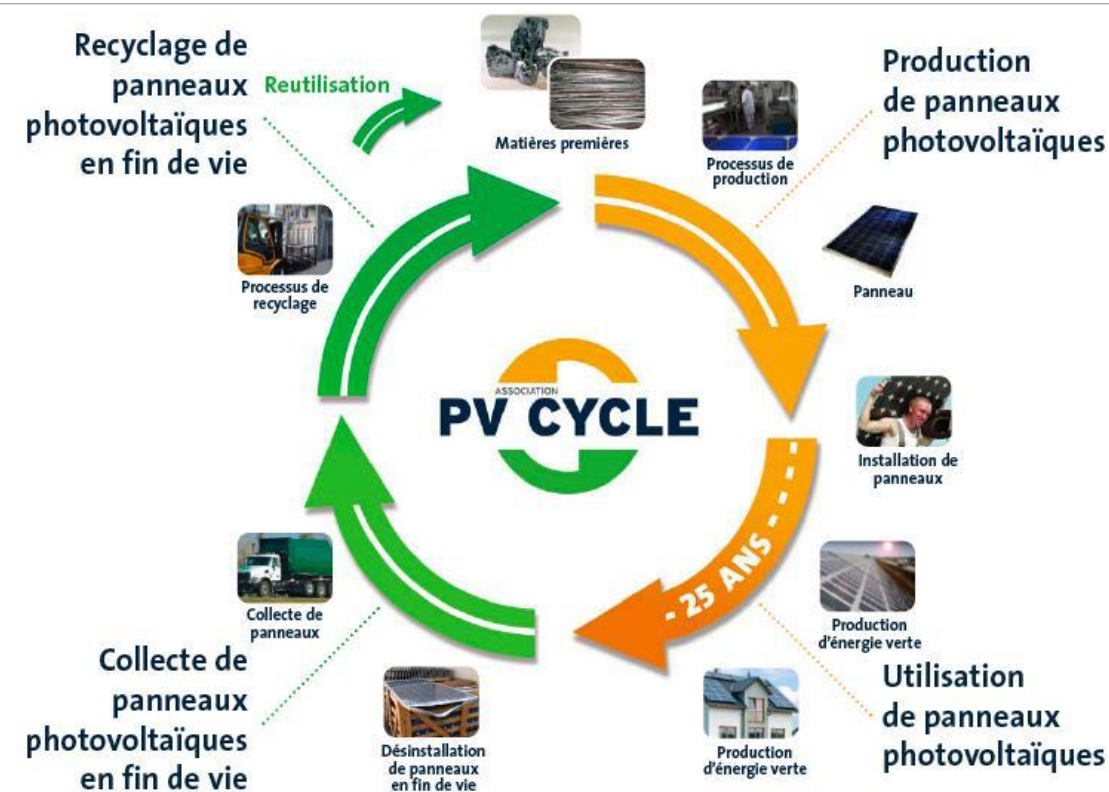 Recyclage de
panneaux
photovoltaïques
en fin de vie
Reutilisation
Matières premières
Processus de
production
Production
de panneaux
photovoltaïques
Processus de
recyclage
Panneau
ASSOCIATION
PV CYCLE
Installation de
panneaux
- 25 ANS -
Collecte de
panneaux
Production
d'énergie verte
Collecte de
panneaux
photovoltaïques
en fin de vie
Désinstallation
de panneaux
en fin de vie
Production
d'énergie verte
Utilisation
de panneaux
photovoltaïques